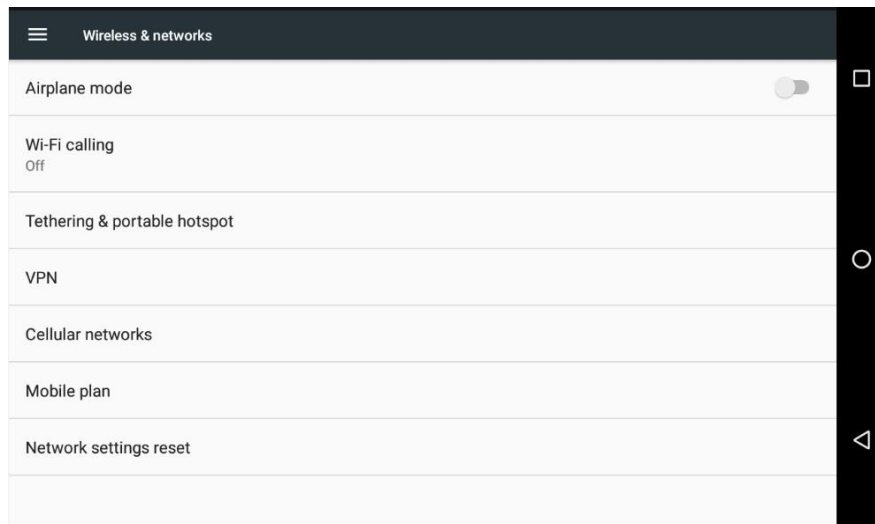 Wireless & networks
Airplane mode
Wi-Fi calling
Off
Tethering & portable hotspot
VPN
Cellular networks
Mobile plan
Network settings reset